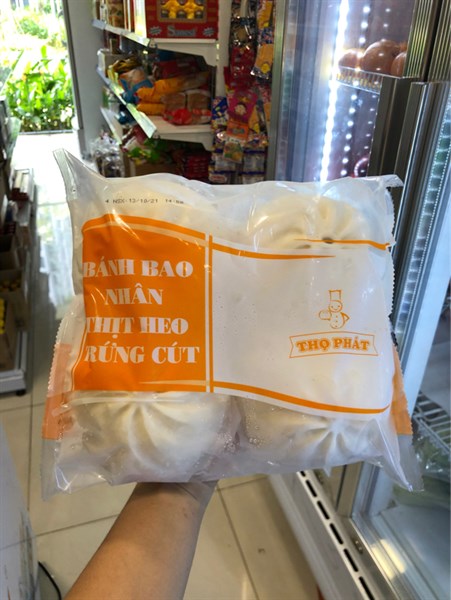 BÁNH BAO
NHÂN
THỊT HEO
TRỨNG CÚT
THỌ PHÁT